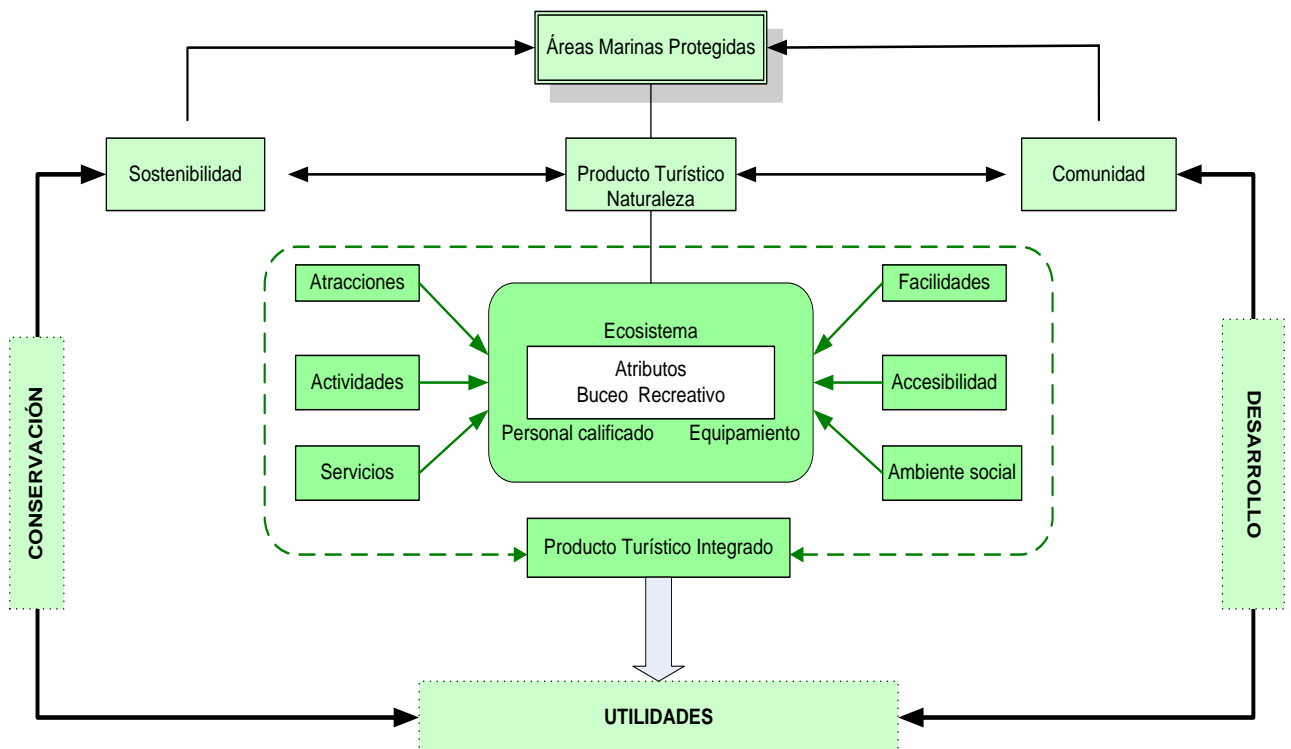 Áreas Marinas Protegidas
Sostenibilidad
Producto Turístico
Naturaleza
Comunidad
Atracciones
Facilidades
Ecosistema
Atributos
Buceo Recreativo
Actividades
Accesibilidad
Personal calificado
Equipamiento
Servicios
Ambiente social
CONSERVACIÓN
DESARROLLO
Producto Turístico Integrado
UTILIDADES